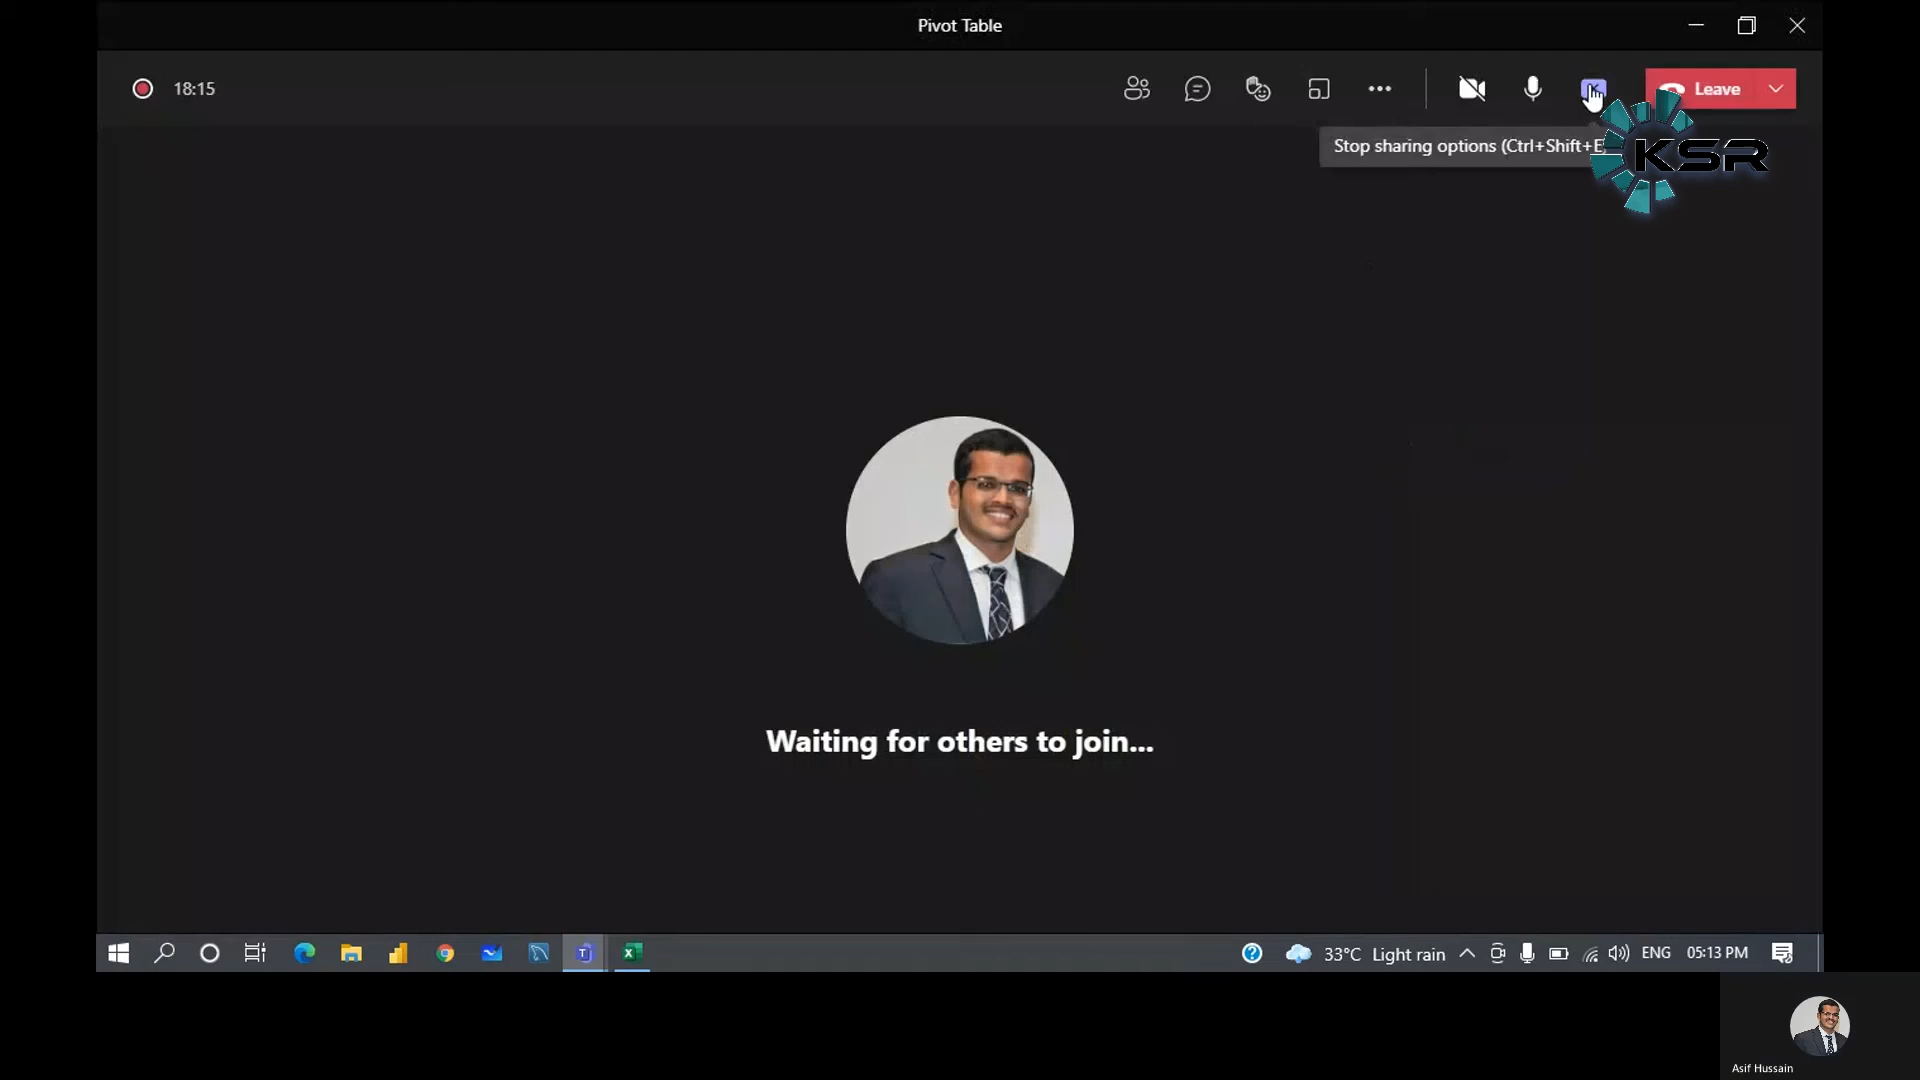 Pivot Table
18:15
Leave
Stop sharing options (Ctrl+Shift+E
KSR
Waiting for others to join...
33°C Light rain
ENG
05:13 PM
Asif Hussain